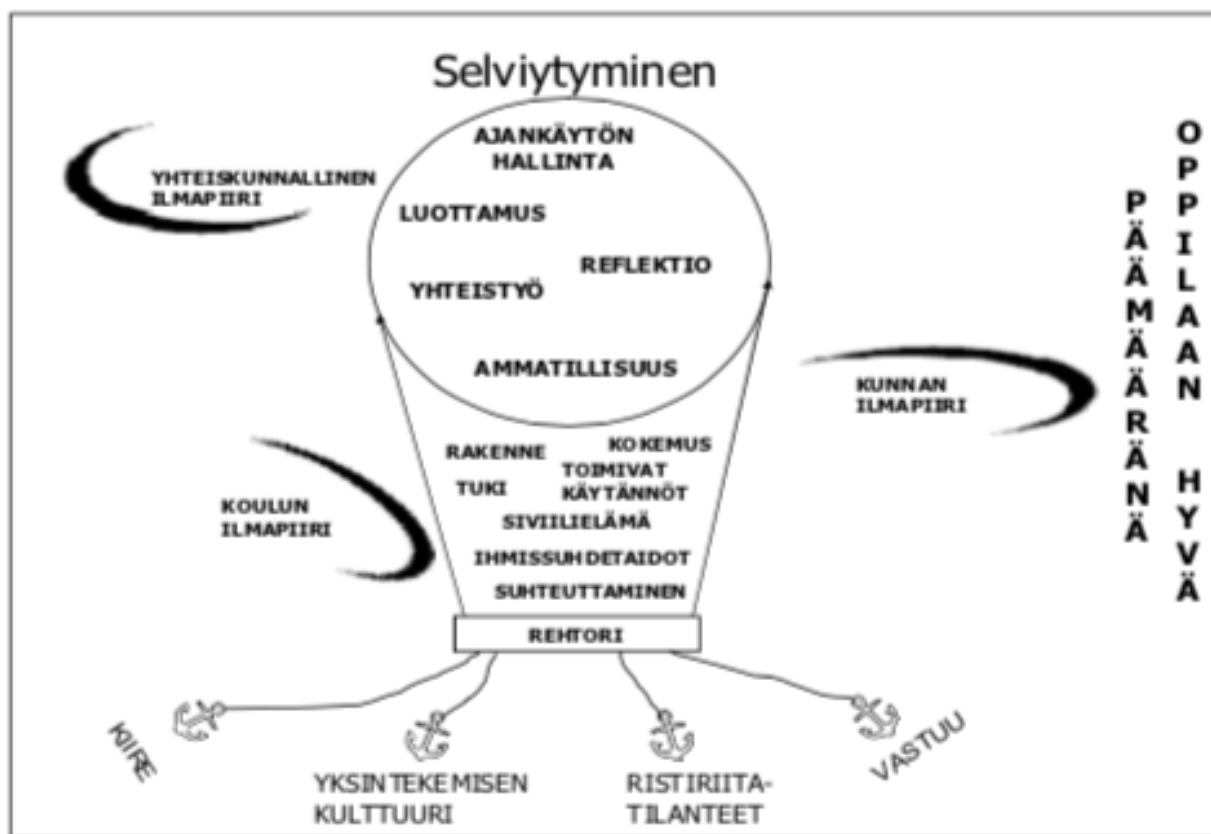 Selviytyminen
AJANKÄYTÖN
HALLINTA
YHTEISKUNNALLINEN
ILMAPIIRI
LUOTTAMUS
REFLEKTIO
YHTEISTYÖ
AMMATILLISUUS
KUNNAN
ILMAPIIRI
RAKENNE
KOKEMUS
TUKI
TOIMIVAT
KÄYTÄNNÖT
KOULUN
ILMAPIIRI
SIVIILIELÄMÄ
IHMISSUHDETAIDOT
SUHTEUTTAMINEN
REHTORI
KIIRE
YKSINTEKEMISEN
KULTTUURI
RISTIRIITA-
TILANTEET
VASTUU
PÄÄMÄÄRÄNÄ
OPPILAAN HYVÄ